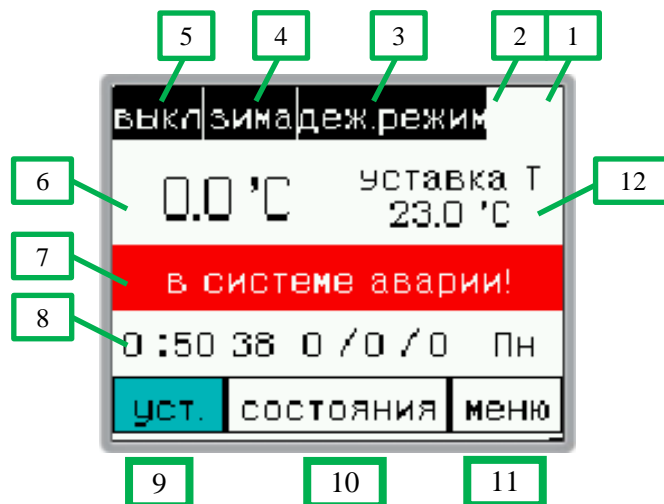 5 4 3 2 1
выкл зима деж.режим
6 0.0 'C уставка Т 12
23.0 'C
7 в системе аварии!
8 0:50 38 0/0/0 Пн
уст. состояния меню
9 10 11